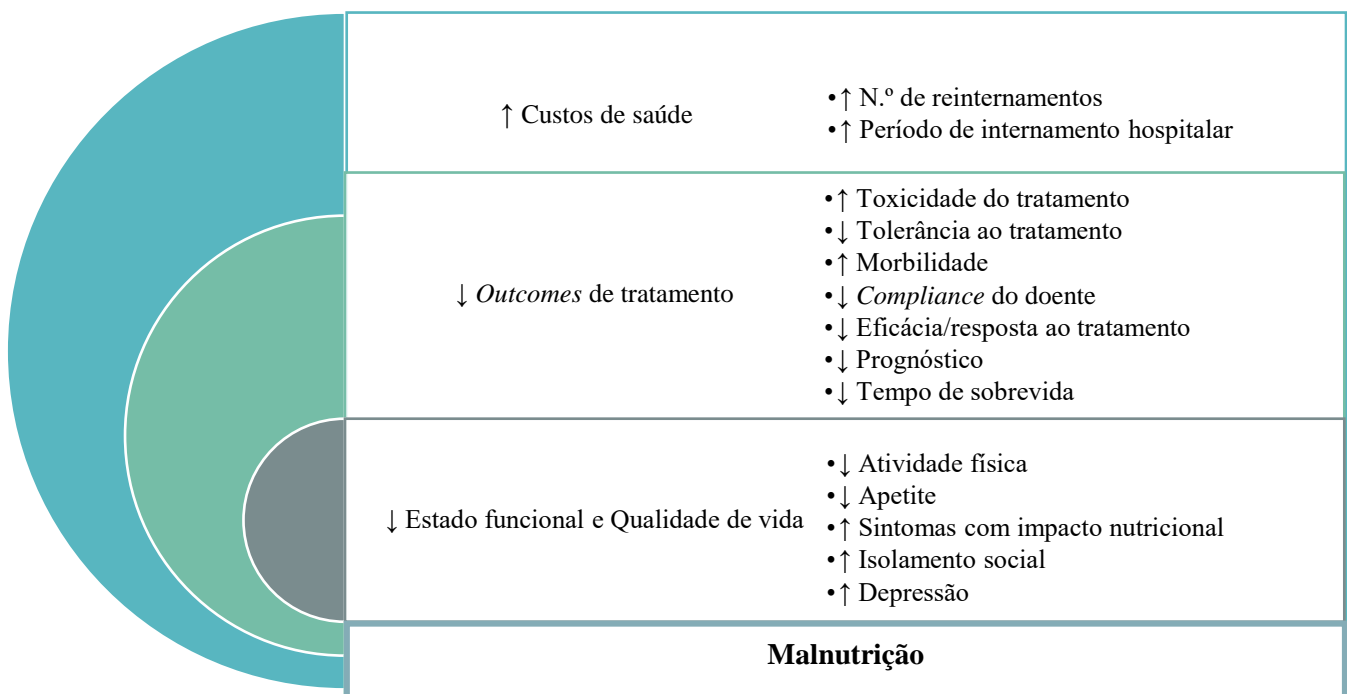 ↑ Custos de saúde
•↑ N.º de reinternamentos
•↑ Período de internamento hospitalar
↓ Outcomes de tratamento
•↑ Toxicidade do tratamento
•↓ Tolerância ao tratamento
•↑ Morbilidade
•↓ Compliance do doente
•↓ Eficácia/resposta ao tratamento
•↓ Prognóstico
•↓ Tempo de sobrevida
↓ Estado funcional e Qualidade de vida
•↓ Atividade física
•↓ Apetite
•↑ Sintomas com impacto nutricional
•↑ Isolamento social
•↑ Depressão
Malnutrição